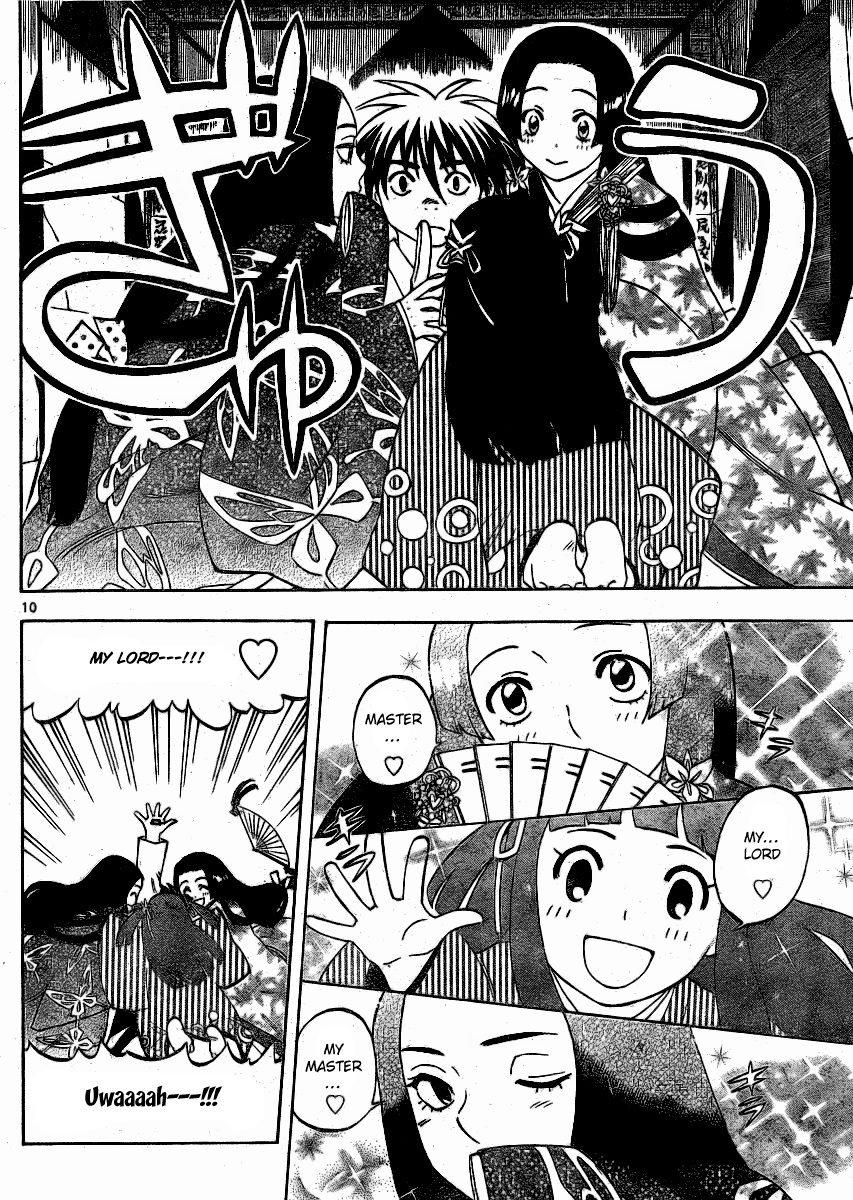 ぎゅう
10
MASTER
...
♡
MY...
LORD
♡
MY
MASTER
...
♡
MY LORD---!!! ♡
Uwaaaah---!!!